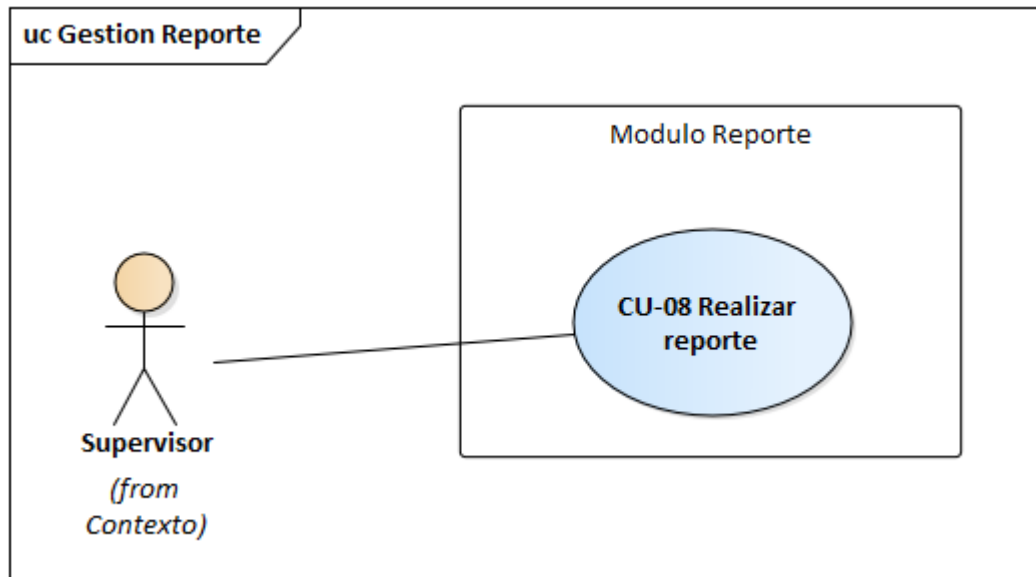 uc Gestion Reporte
Modulo Reporte
CU-08 Realizar
reporte
Supervisor
(from
Contexto)